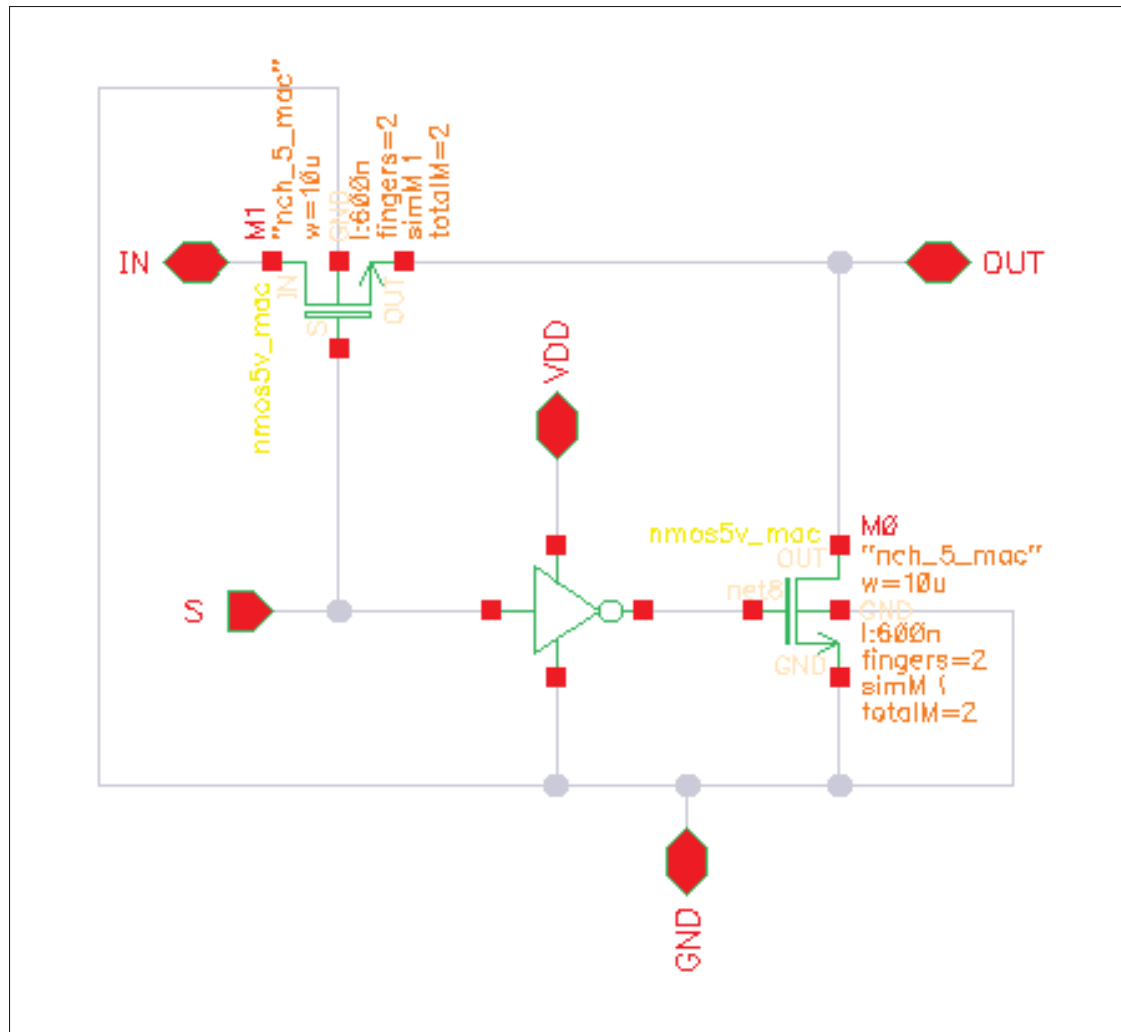 M1
"nch_5_mac"
w=10u
GND
l:600n
fingers=2
simM 1
totalM=2
IN
IN
S
OUT
OUT
nmos5v_mac
VDD
nmos5v_mac
M0
OUT
"nch_5_mac"
w=10u
net8
S
GND
l:600n
GND
fingers=2
simM (
totalM=2
GND